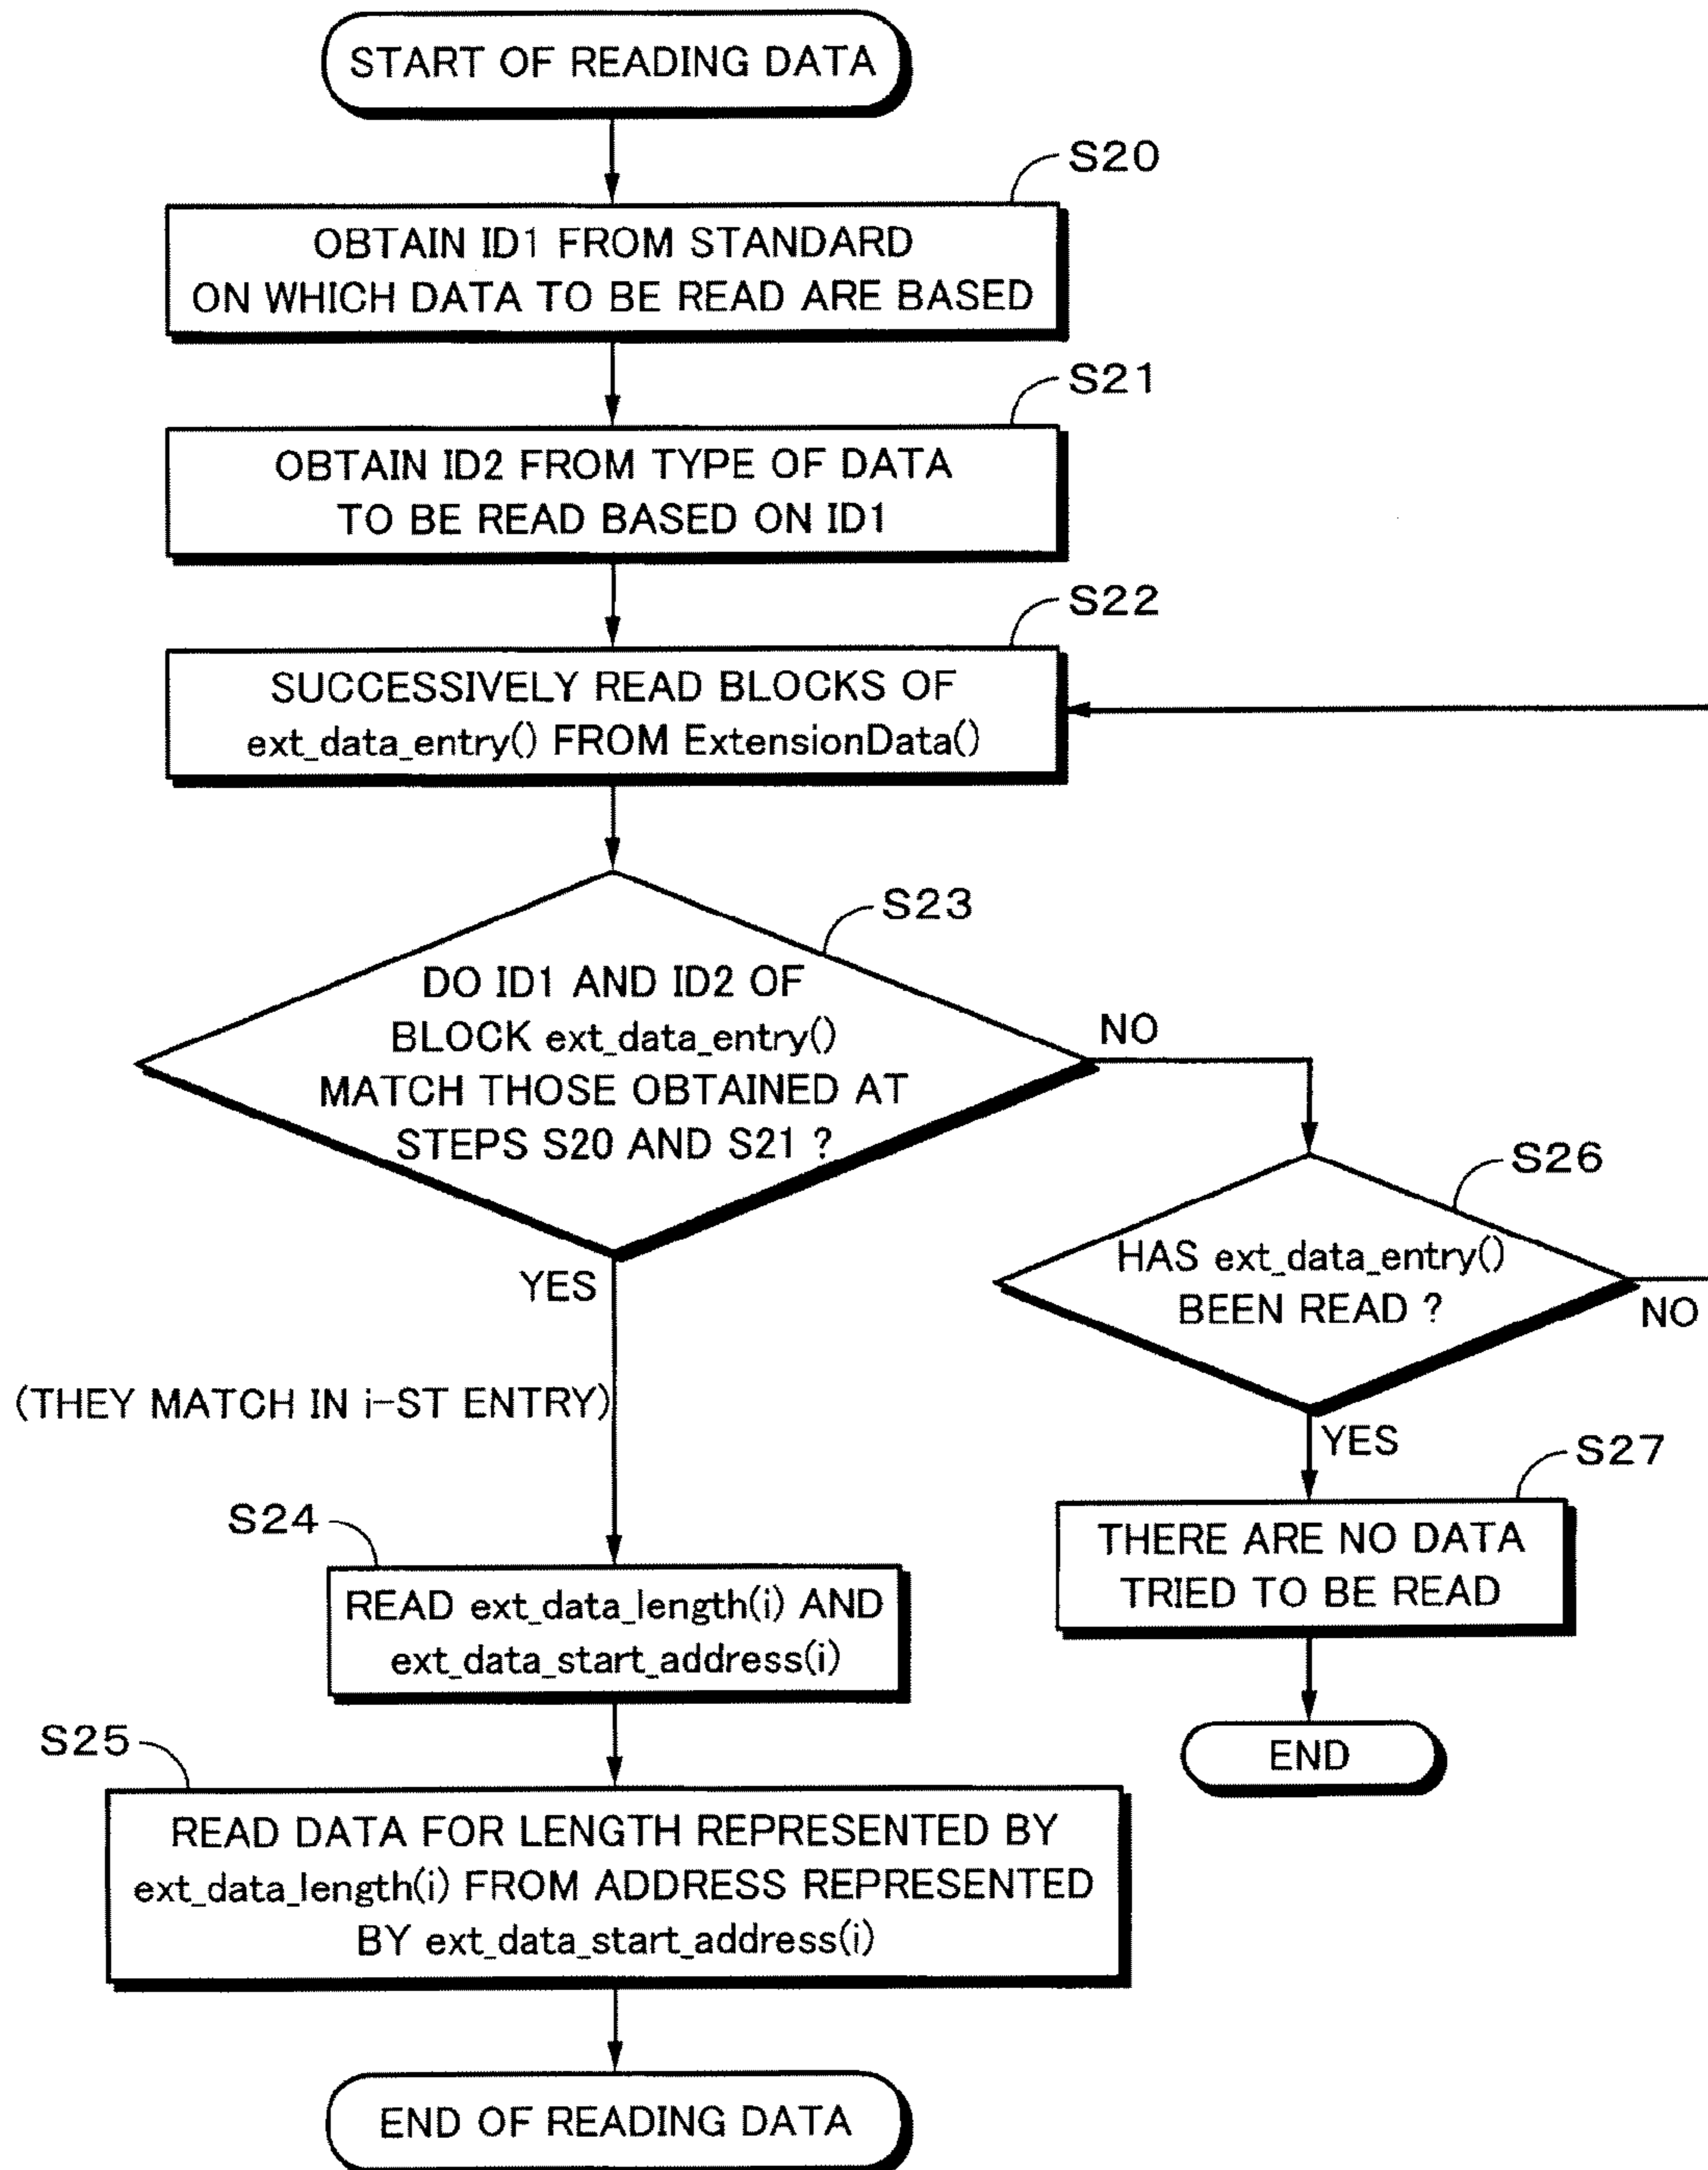 START OF READING DATA
S20
OBTAIN ID1 FROM STANDARD
ON WHICH DATA TO BE READ ARE BASED
S21
OBTAIN ID2 FROM TYPE OF DATA
TO BE READ BASED ON ID1
S22
SUCCESSIVELY READ BLOCKS OF
ext_data_entry() FROM ExtensionData()
S23
DO ID1 AND ID2 OF
BLOCK ext_data_entry()
MATCH THOSE OBTAINED AT
STEPS S20 AND S21 ?
NO
YES
S26
HAS ext_data_entry()
BEEN READ ?
NO
YES
(THEY MATCH IN i-ST ENTRY)
S27
THERE ARE NO DATA
TRIED TO BE READ
END
S24
READ ext_data_length(i) AND
ext_data_start_address(i)
S25
READ DATA FOR LENGTH REPRESENTED BY
ext_data_length(i) FROM ADDRESS REPRESENTED
BY ext_data_start_address(i)
END OF READING DATA